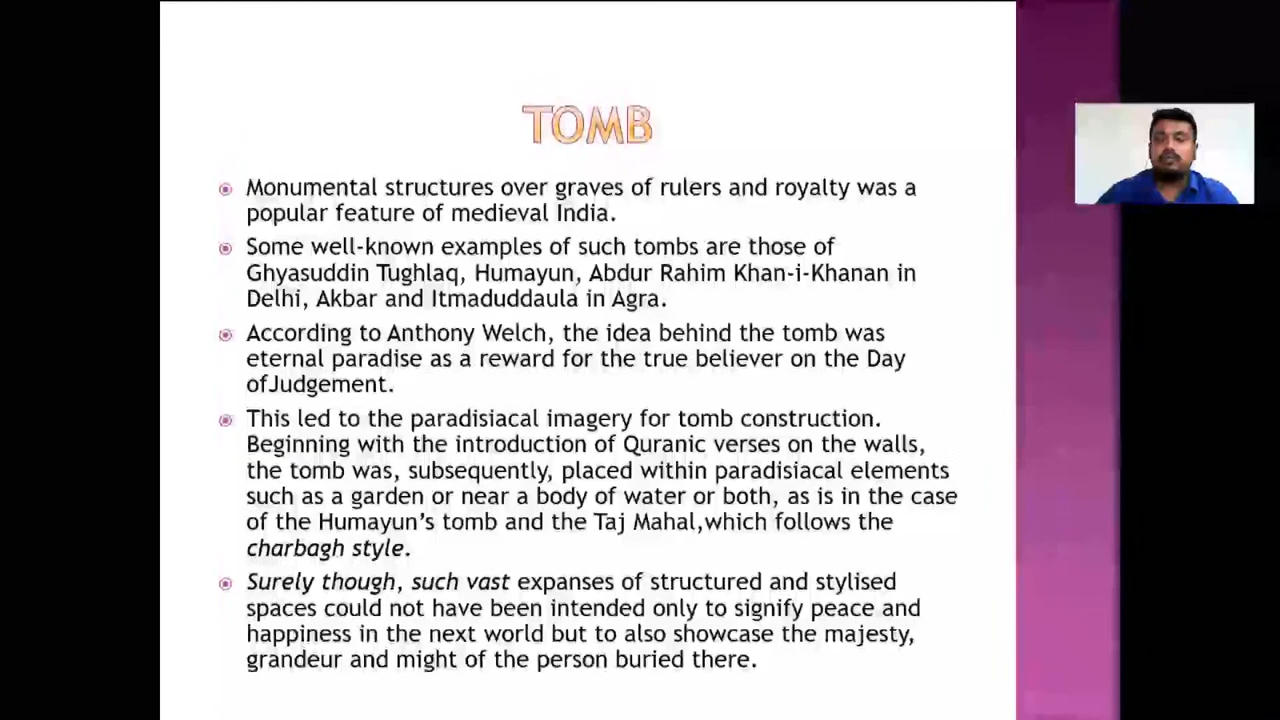 TOMB
Monumental structures over graves of rulers and royalty was a
popular feature of medieval India.
Some well-known examples of such tombs are those of
Ghyasuddin Tughlaq, Humayun, Abdur Rahim Khan-i-Khanan in
Delhi, Akbar and Itmaduddaula in Agra.
According to Anthony Welch, the idea behind the tomb was
eternal paradise as a reward for the true believer on the Day
ofJudgement.
This led to the paradisiacal imagery for tomb construction.
Beginning with the introduction of Quranic verses on the walls,
the tomb was, subsequently, placed within paradisiacal elements
such as a garden or near a body of water or both, as is in the case
of the Humayun’s tomb and the Taj Mahal,which follows the
charbagh style.
Surely though, such vast expanses of structured and stylised
spaces could not have been intended only to signify peace and
happiness in the next world but to also showcase the majesty,
grandeur and might of the person buried there.